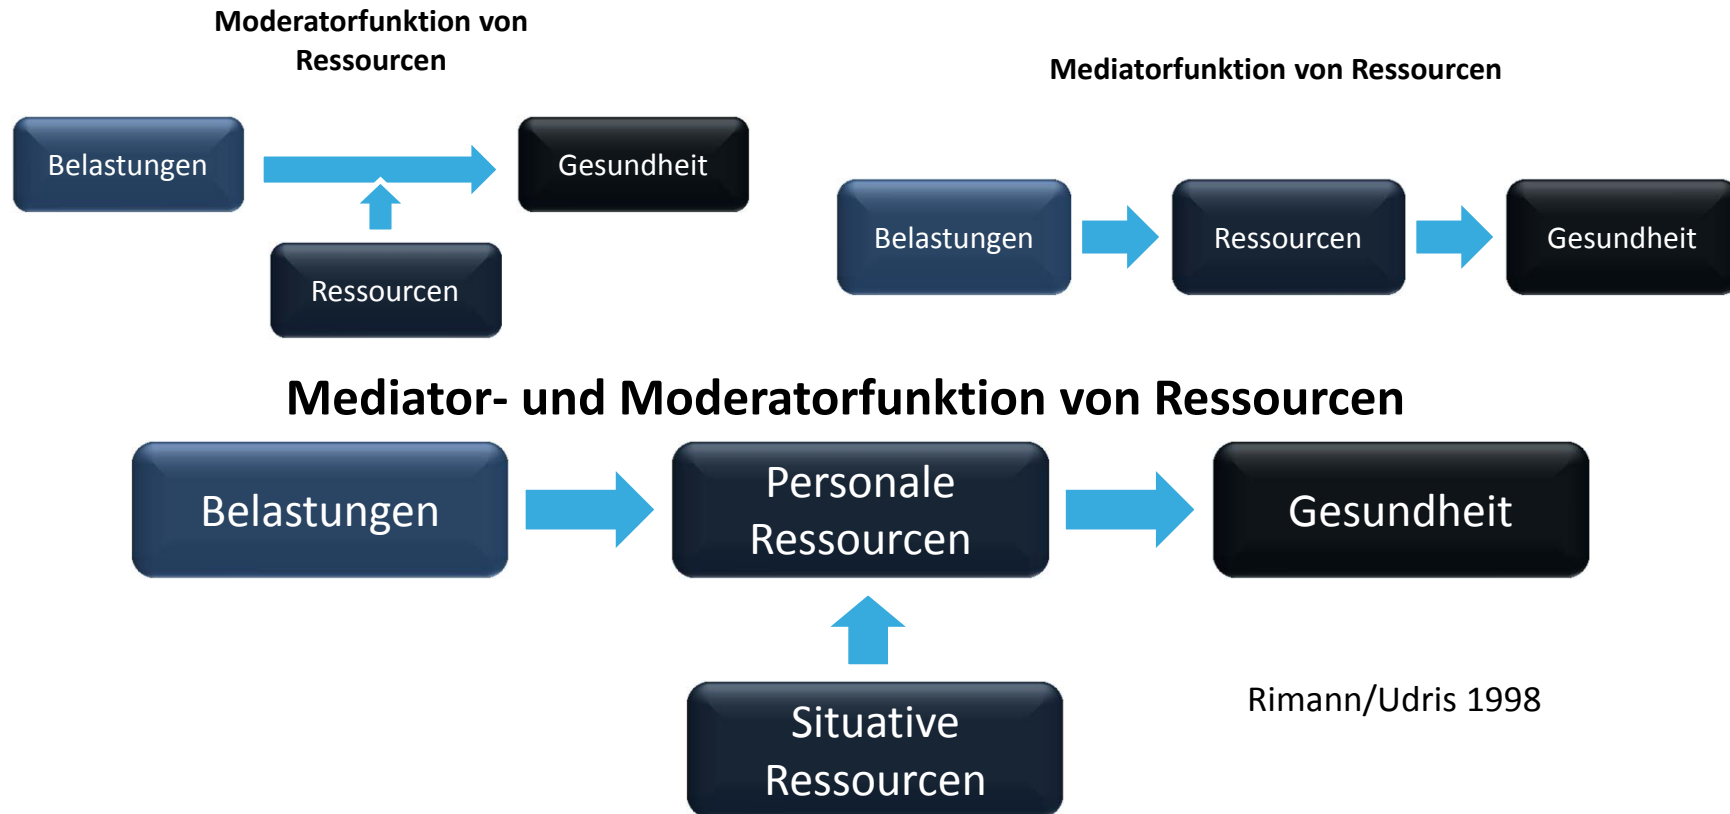 Moderatorfunktion von
Ressourcen
Belastungen
Gesundheit
Ressourcen
Mediatorfunktion von Ressourcen
Belastungen
Ressourcen
Gesundheit
Mediator- und Moderatorfunktion von Ressourcen
Belastungen
Personale
Ressourcen
Gesundheit
Situative
Ressourcen
Rimann/Udris 1998